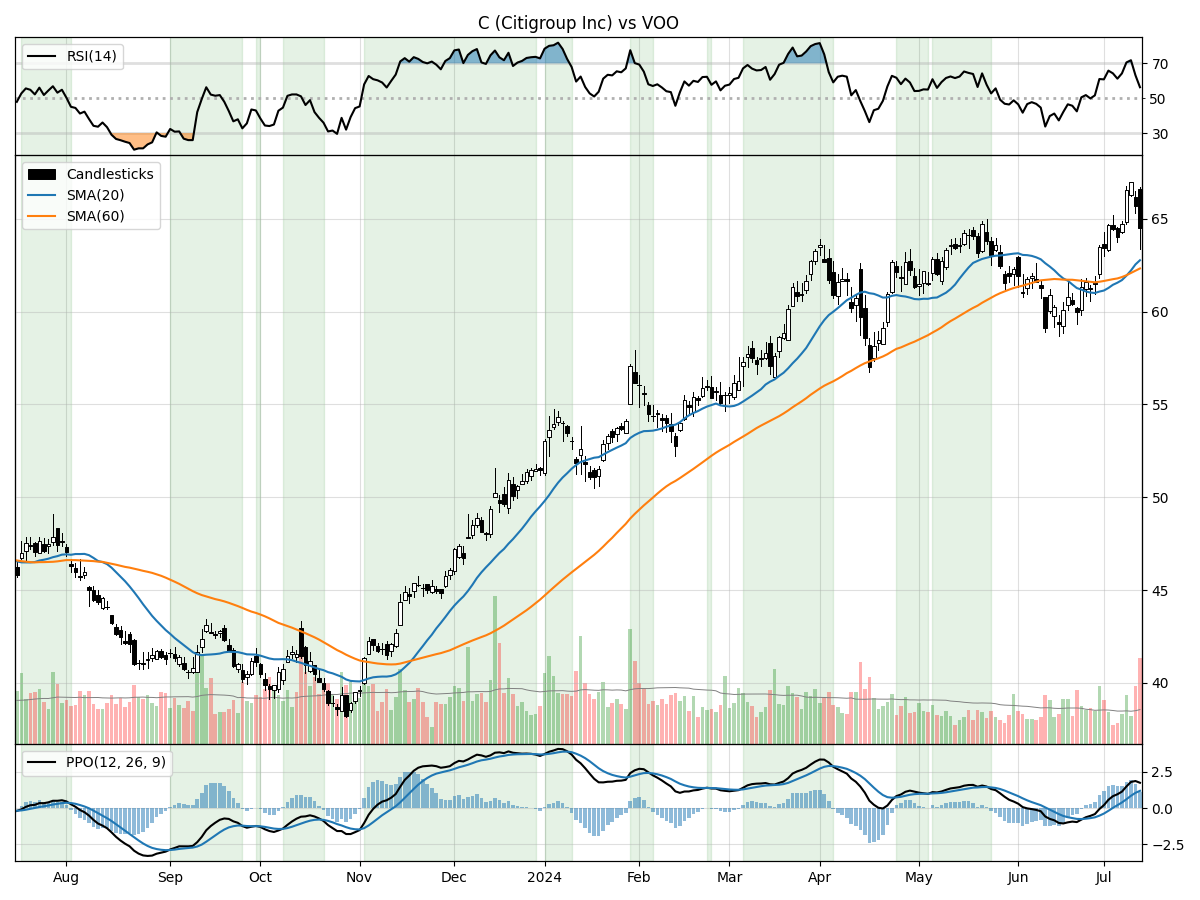 C (Citigroup Inc) vs VOO
RSI(14)
70
50
30
Candlesticks
SMA(20)
SMA(60)
65
60
55
50
45
40
PPO(12, 26, 9)
2.5
0.0
−2.5
Aug Sep Oct Nov Dec 2024 Feb Mar Apr May Jun Jul